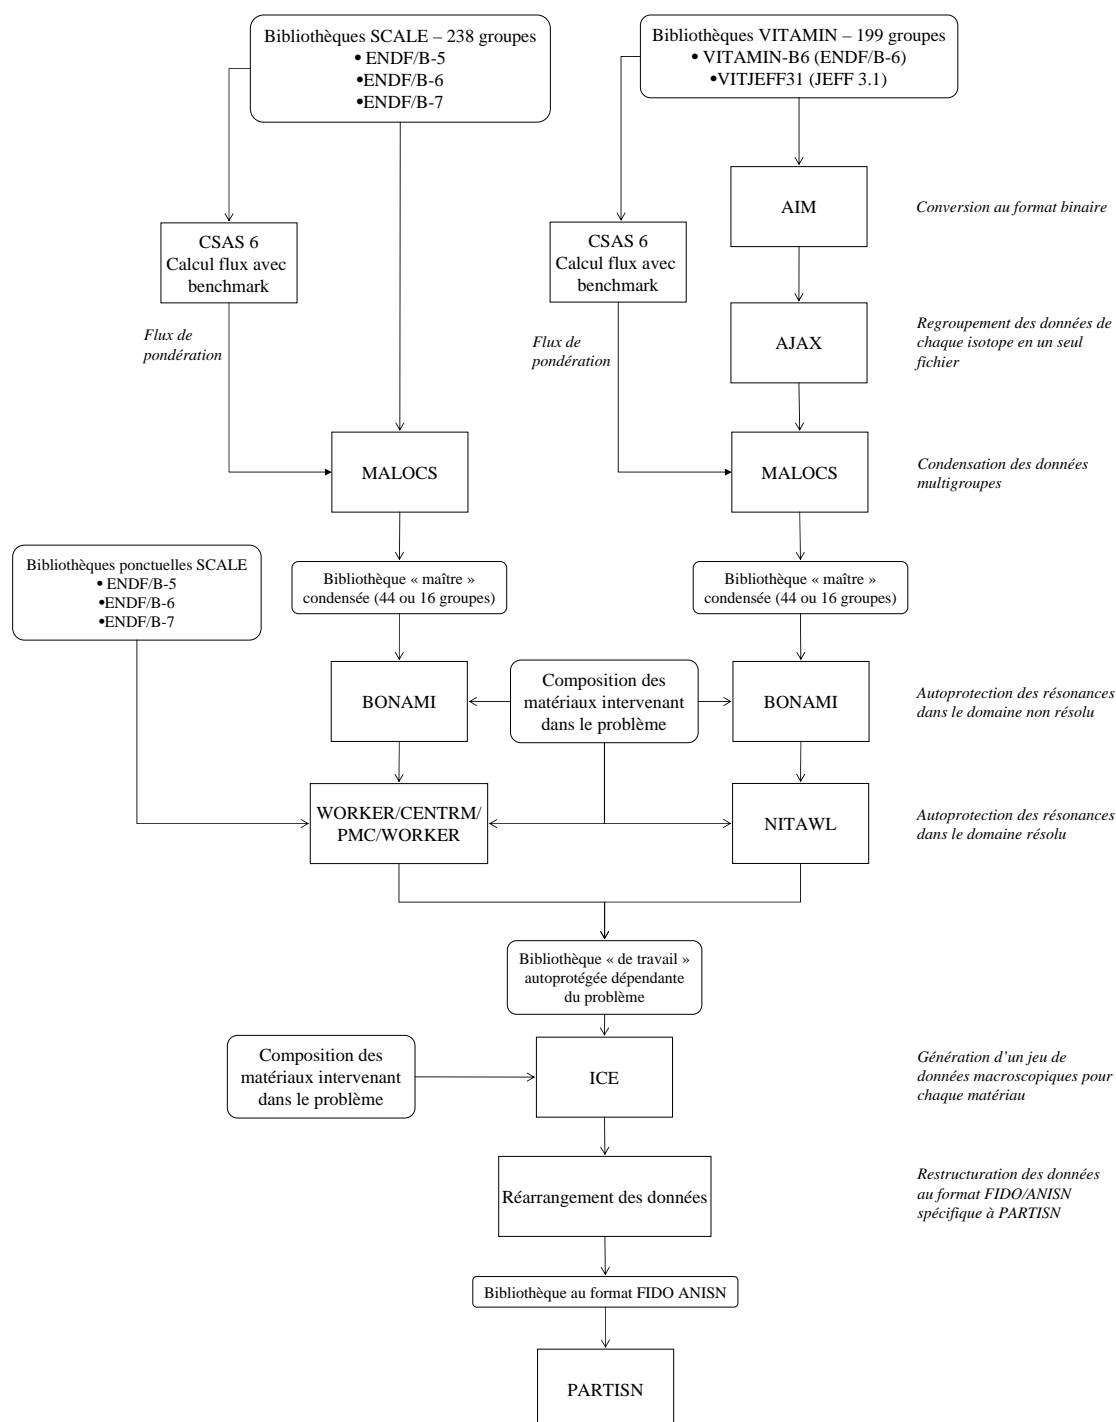 Bibliothèques SCALE – 238 groupes
• ENDF/B-5
•ENDF/B-6
•ENDF/B-7
Bibliothèques VITAMIN – 199 groupes
• VITAMIN-B6 (ENDF/B-6)
•VITJEFF31 (JEFF 3.1)
AIM
Conversion au format binaire
CSAS 6
Calcul flux avec
benchmark
CSAS 6
Calcul flux avec
benchmark
Flux de
pondération
Flux de
pondération
AJAX
Regroupement des données de
chaque isotope en un seul
fichier
MALOCS
MALOCS
Condensation des données
multigroupes
Bibliothèques ponctuelles SCALE
• ENDF/B-5
•ENDF/B-6
•ENDF/B-7
Bibliothèque « maître »
condensée (44 ou 16 groupes)
Bibliothèque « maître »
condensée (44 ou 16 groupes)
BONAMI
Composition des
matériaux intervenant
dans le problème
BONAMI
Autoprotection des résonances
dans le domaine non résolu
WORKER/CENTRM/
PMC/WORKER
NITAWL
Autoprotection des résonances
dans le domaine résolu
Bibliothèque « de travail »
autoprotégée dépendante
du problème
Composition des
matériaux intervenant
dans le problème
ICE
Génération d'un jeu de
données macroscopiques pour
chaque matériau
Réarrangement des données
Restructuration des données
au format FIDO/ANISN
spécifique à PARTISN
Bibliothèque au format FIDO ANISN
PARTISN